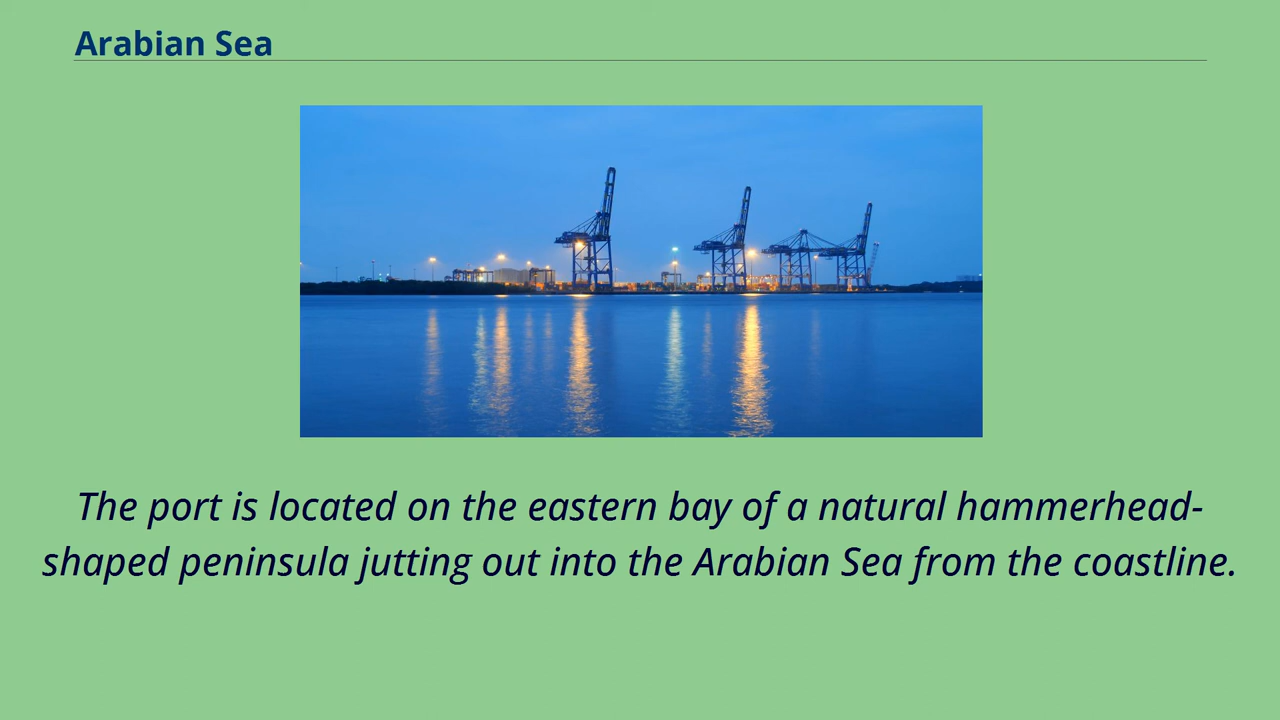 Arabian Sea
The port is located on the eastern bay of a natural hammerhead-
shaped peninsula jutting out into the Arabian Sea from the coastline.